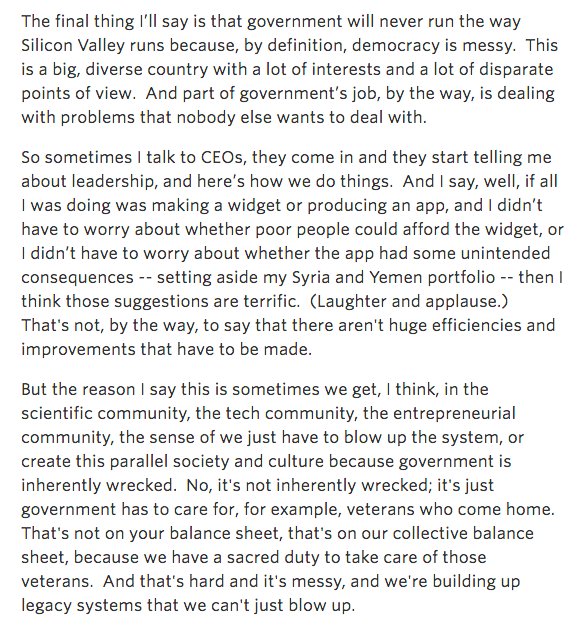 The final thing I’ll say is that government will never run the way
Silicon Valley runs because, by definition, democracy is messy.  This
is a big, diverse country with a lot of interests and a lot of disparate
points of view.  And part of government’s job, by the way, is dealing
with problems that nobody else wants to deal with.
So sometimes I talk to CEOs, they come in and they start telling me
about leadership, and here’s how we do things.  And I say, well, if all
I was doing was making a widget or producing an app, and I didn’t
have to worry about whether poor people could afford the widget, or
I didn’t have to worry about whether the app had some unintended
consequences -- setting aside my Syria and Yemen portfolio -- then I
think those suggestions are terrific.  (Laughter and applause.)
That's not, by the way, to say that there aren't huge efficiencies and
improvements that have to be made.
But the reason I say this is sometimes we get, I think, in the
scientific community, the tech community, the entrepreneurial
community, the sense of we just have to blow up the system, or
create this parallel society and culture because government is
inherently wrecked.  No, it's not inherently wrecked; it's just
government has to care for, for example, veterans who come home.
That's not on your balance sheet, that's on our collective balance
sheet, because we have a sacred duty to take care of those
veterans.  And that's hard and it's messy, and we're building up
legacy systems that we can't just blow up.